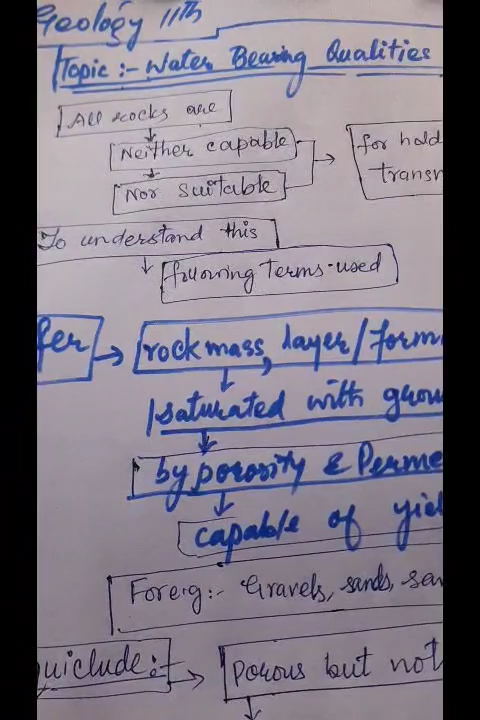 Geology 11th
Topic :- Water Bearing Qualities
All rocks are
Neither capable
Nor suitable
for hold
transm
To understand this
following terms-used
fer
rock mass, layer/form
saturated with grou
by porosity & Perme
capable of yiel
For e.g:- Gravels, sands, san
quiclude:-
Porous but not